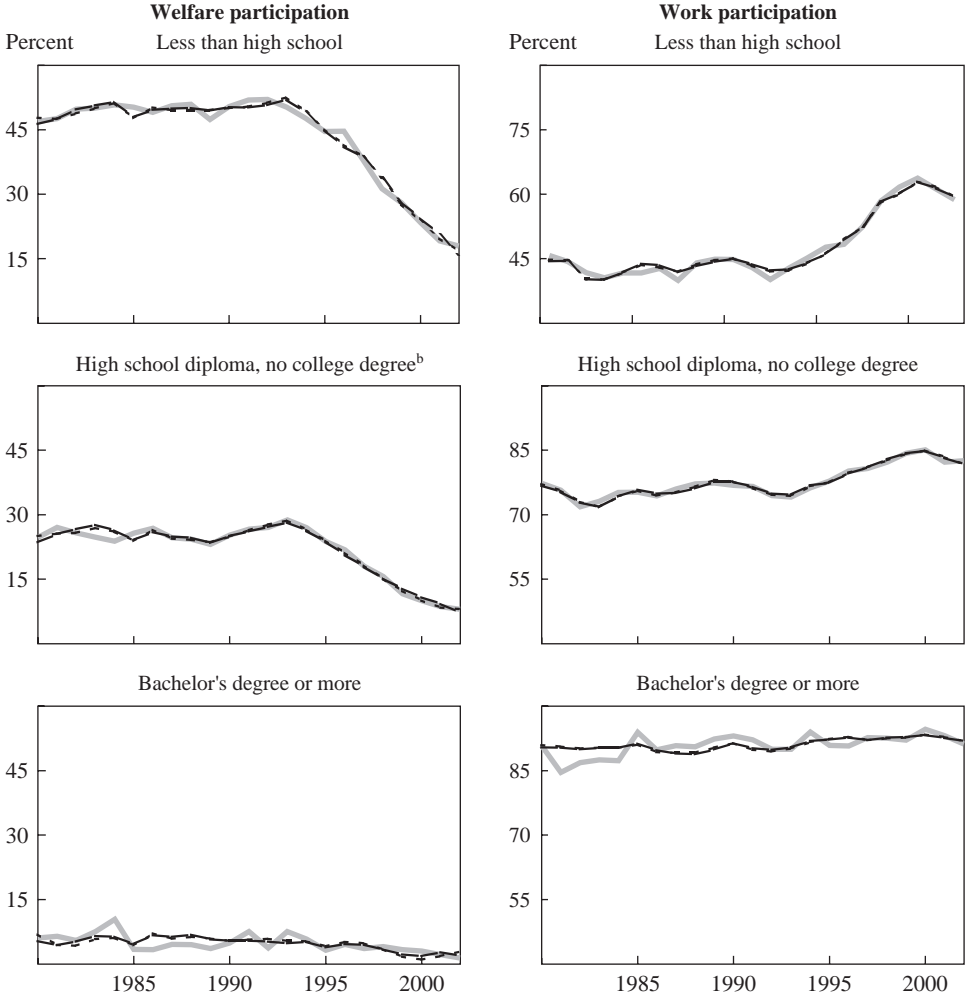 Welfare participation
Work participation
Percent
Less than high school
Percent
Less than high school
45
30
15
75
60
45
High school diploma, no college degreeᵇ
High school diploma, no college degree
45
30
15
85
70
55
Bachelor's degree or more
Bachelor's degree or more
45
30
15
85
70
55
1985 1990 1995 2000
1985 1990 1995 2000